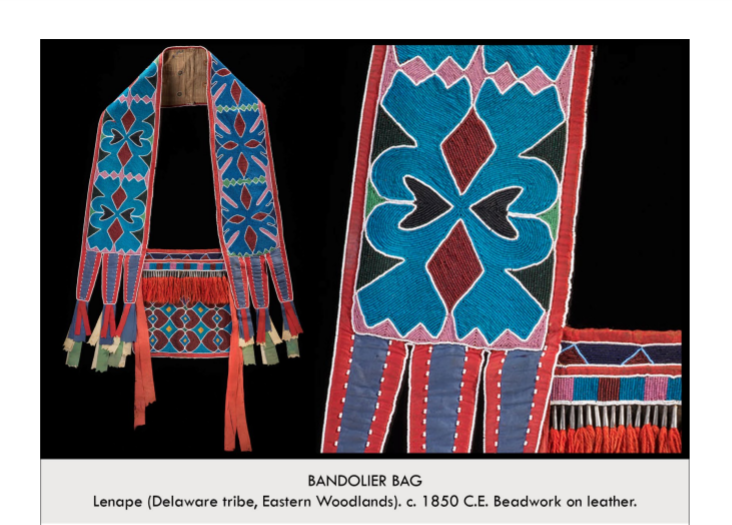 BANDOLIER BAG
Lenape (Delaware tribe, Eastern Woodlands). c. 1850 C.E. Beadwork on leather.